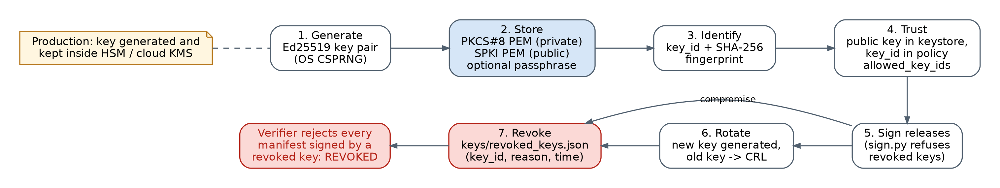 Production: key generated and
kept inside HSM / cloud KMS
1. Generate
Ed25519 key pair
(OS CSPRNG)
2. Store
PKCS#8 PEM (private)
SPKI PEM (public)
optional passphrase
3. Identify
key_id + SHA-256
fingerprint
4. Trust
public key in keystore,
key_id in policy
allowed_key_ids
compromise
5. Sign releases
(sign.py refuses
revoked keys)
6. Rotate
new key generated,
old key -> CRL
7. Revoke
keys/revoked_keys.json
(key_id, reason, time)
Verifier rejects every
manifest signed by a
revoked key: REVOKED